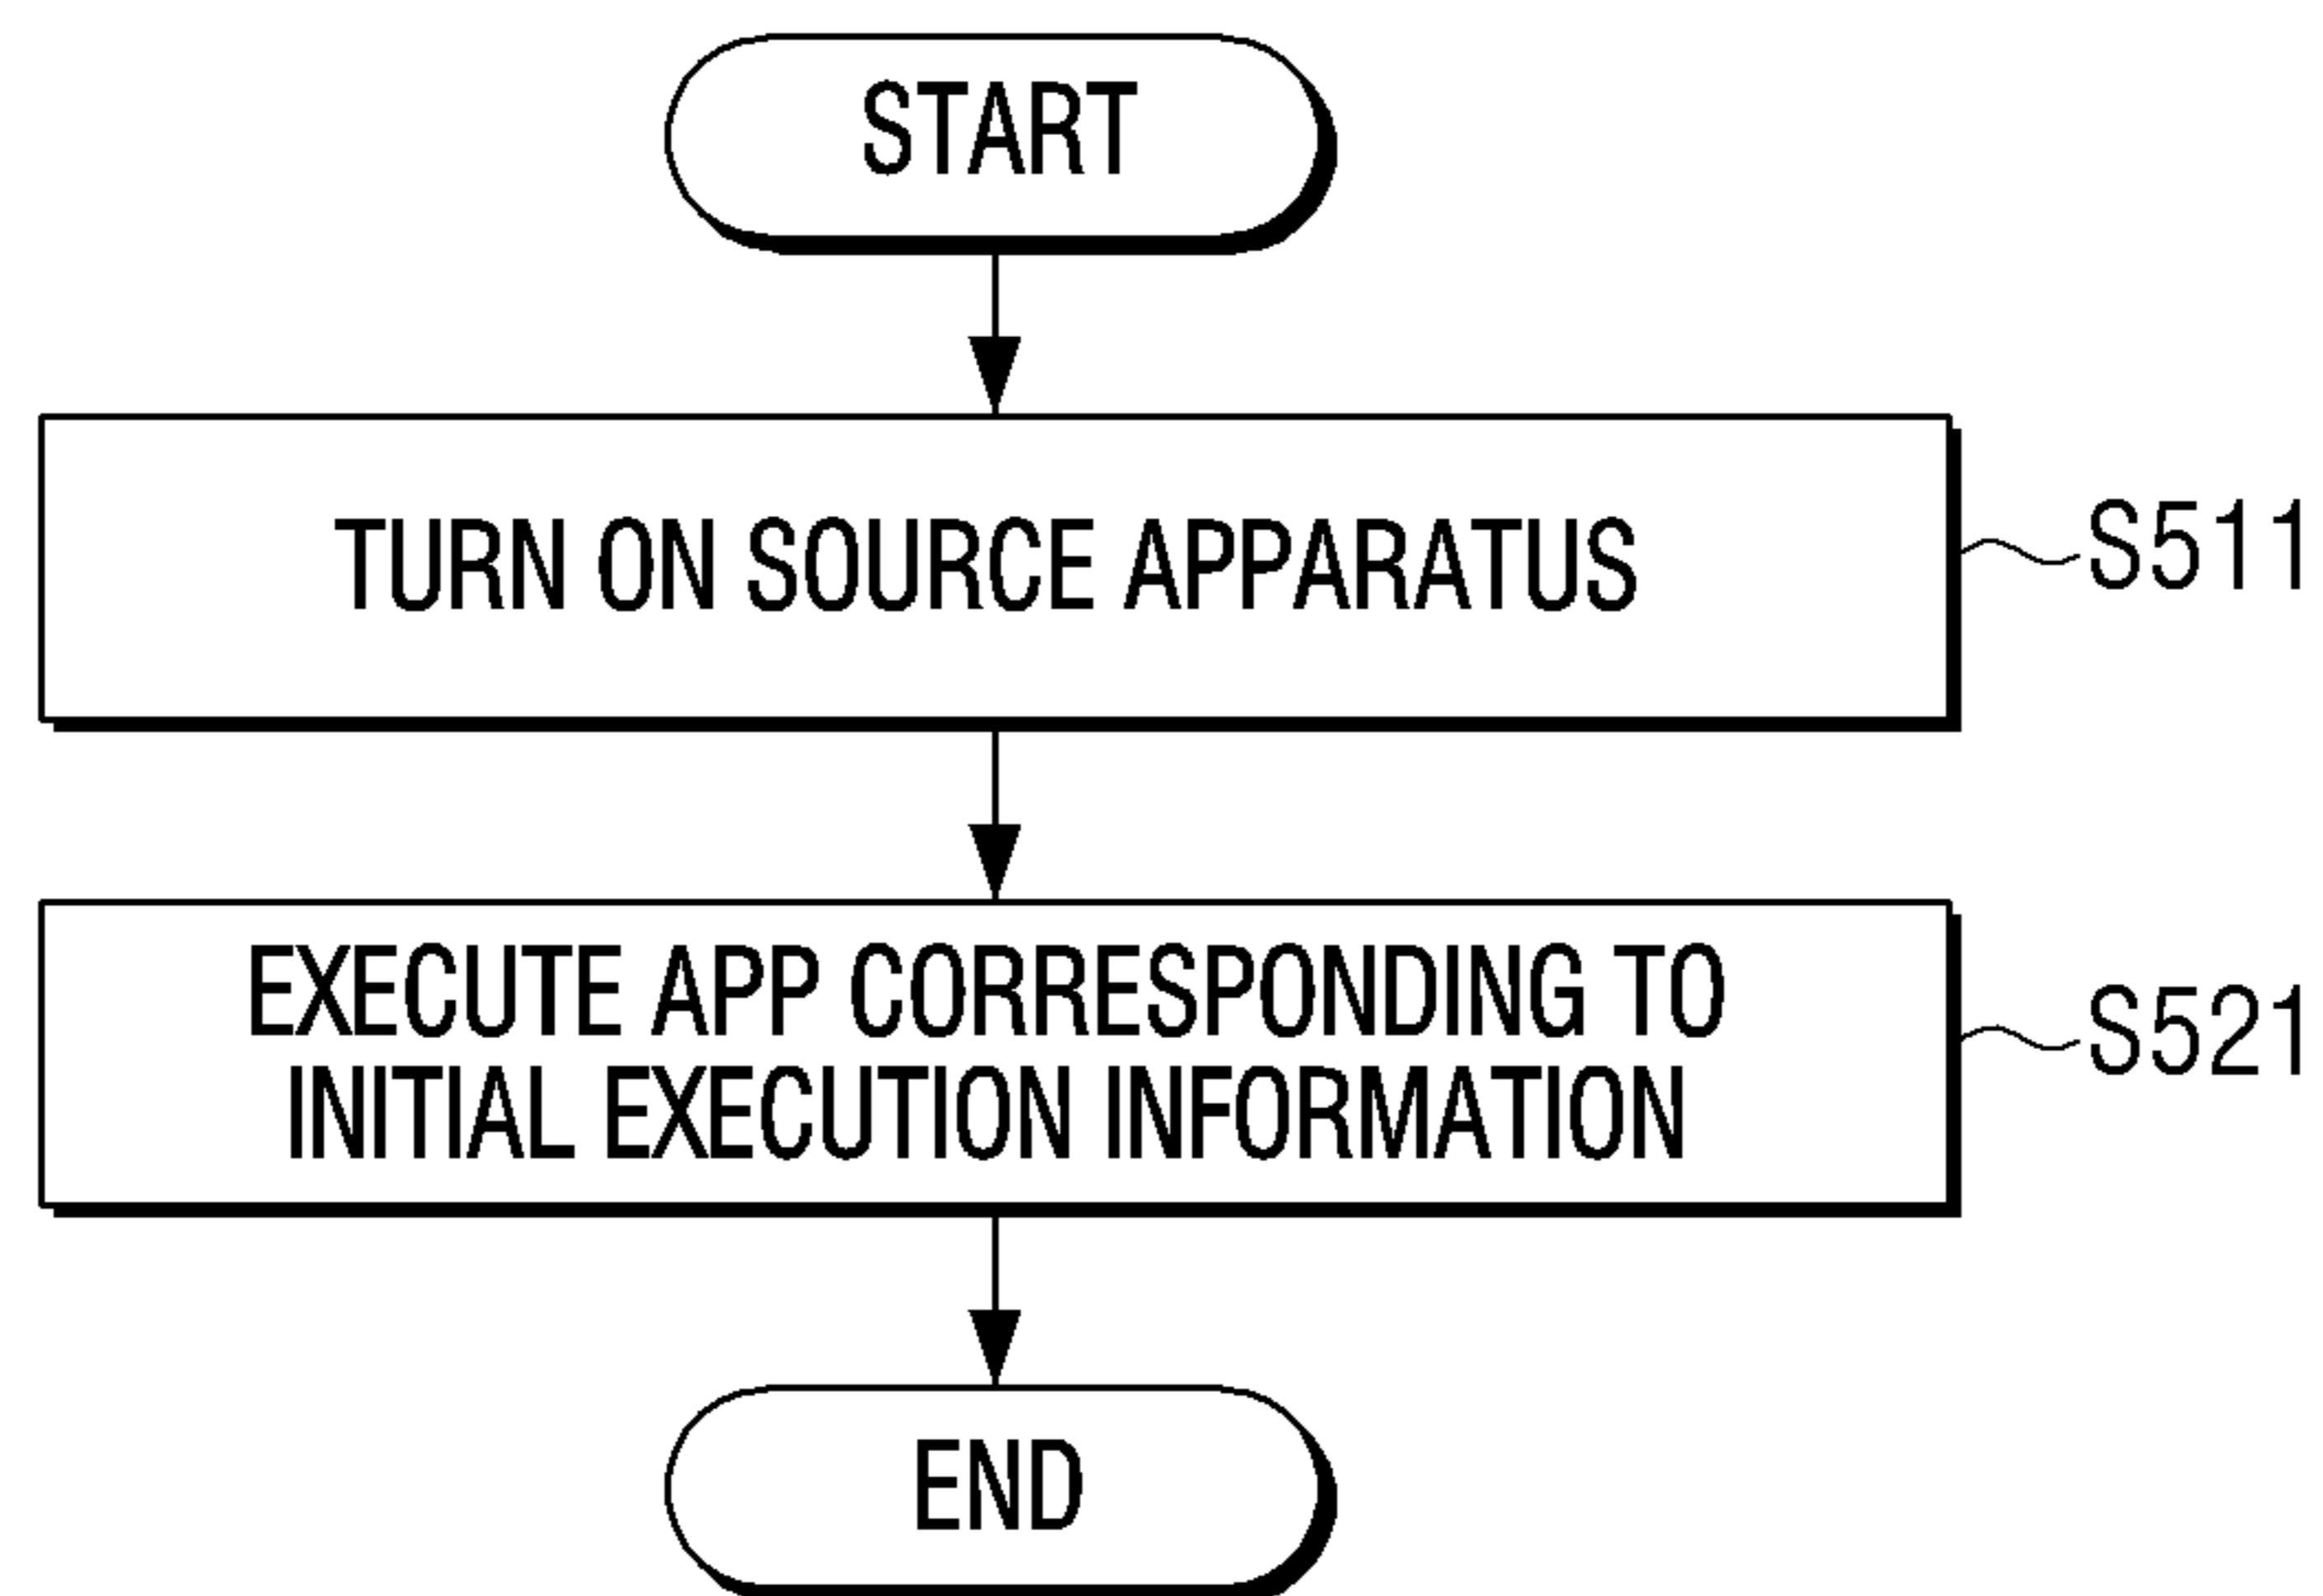 START
TURN ON SOURCE APPARATUS
S511
EXECUTE APP CORRESPONDING TO
INITIAL EXECUTION INFORMATION
S521
END